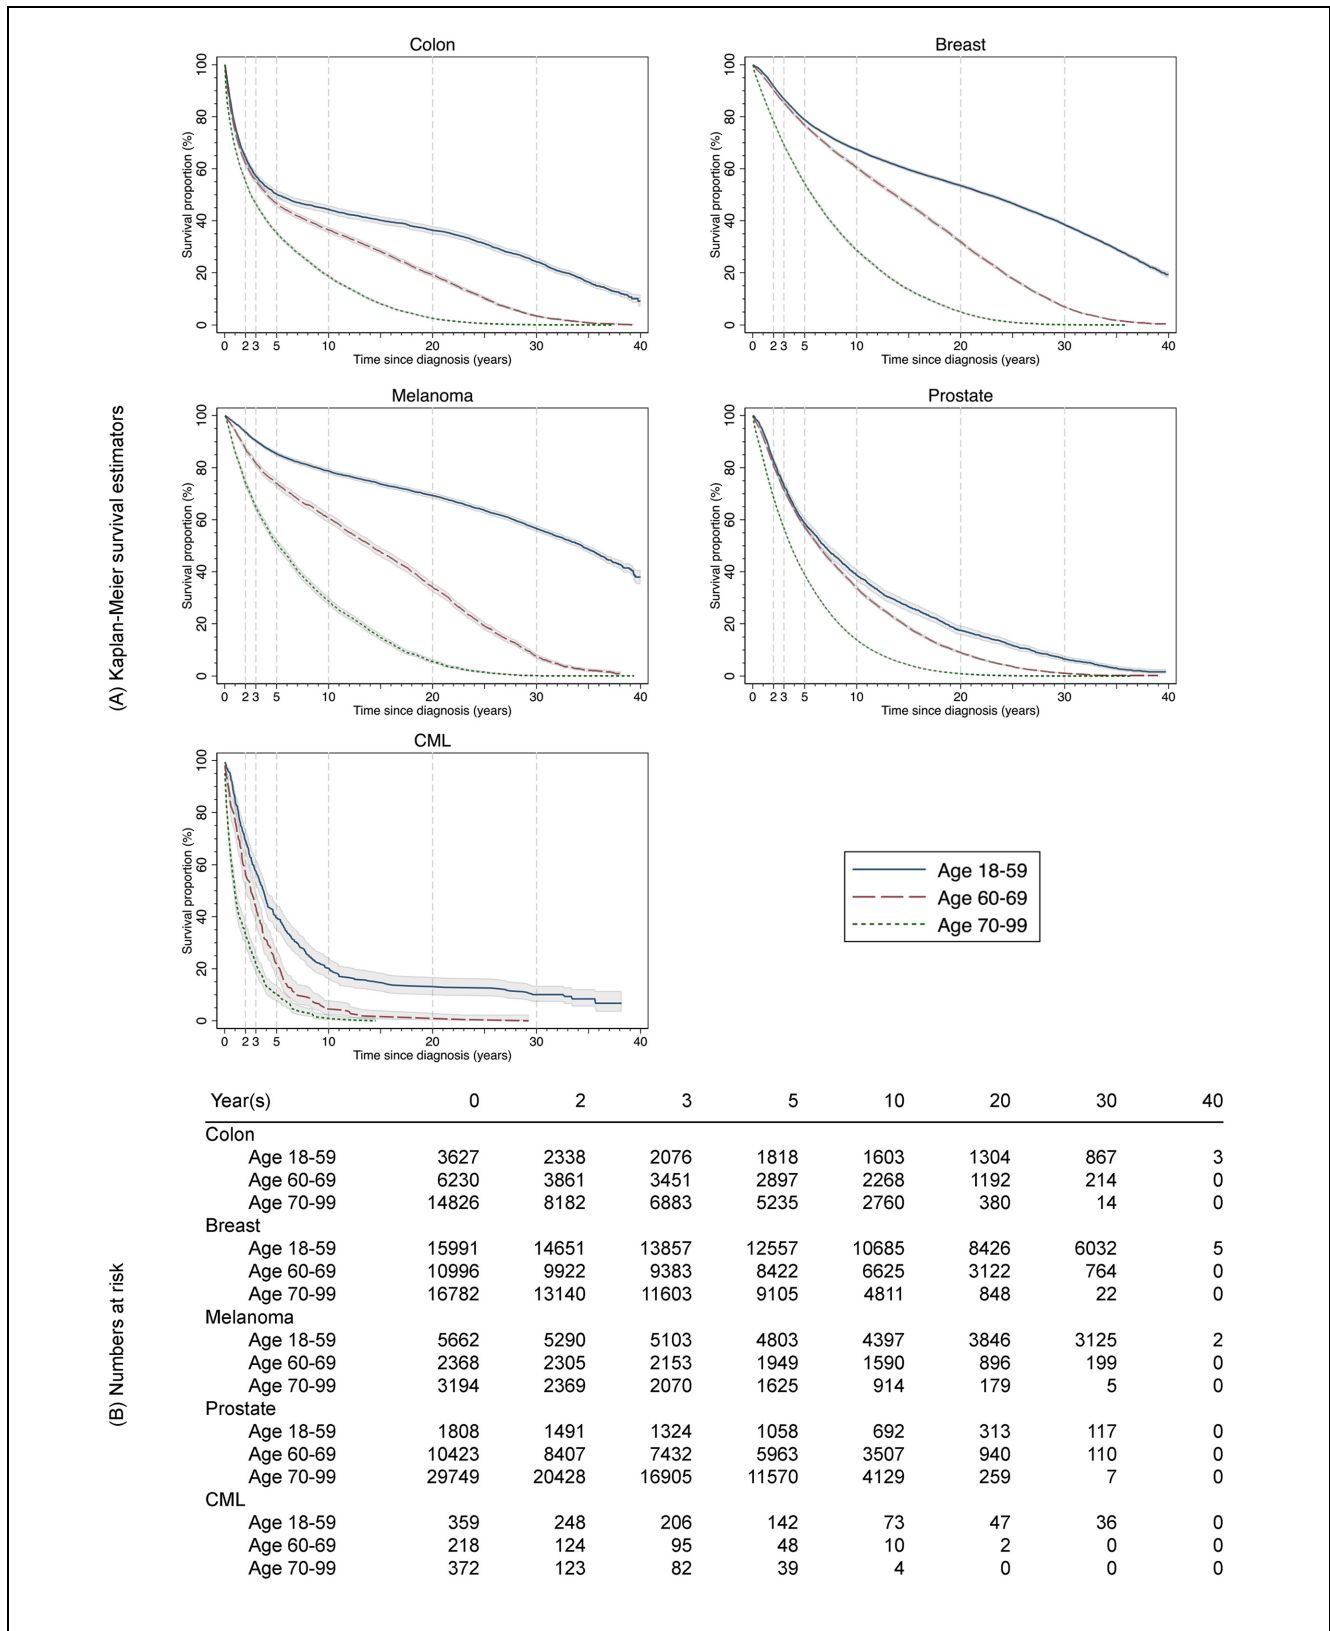 Colon
Survival proportion (%)
100
80
60
40
20
0
0 2 3 5 10 20 30 40
Time since diagnosis (years)
Breast
Survival proportion (%)
100
80
60
40
20
0
0 2 3 5 10 20 30 40
Time since diagnosis (years)
(A) Kaplan-Meier survival estimators
Melanoma
Survival proportion (%)
100
80
60
40
20
0
0 2 3 5 10 20 30 40
Time since diagnosis (years)
Prostate
Survival proportion (%)
100
80
60
40
20
0
0 2 3 5 10 20 30 40
Time since diagnosis (years)
CML
Survival proportion (%)
100
80
60
40
20
0
0 2 3 5 10 20 30 40
Time since diagnosis (years)
Age 18-59
Age 60-69
Age 70-99
(B) Numbers at risk
Year(s) 0 2 3 5 10 20 30 40
Colon
Age 18-59 3627 2338 2076 1818 1603 1304 867 3
Age 60-69 6230 3861 3451 2897 2268 1192 214 0
Age 70-99 14826 8182 6883 5235 2760 380 14 0
Breast
Age 18-59 15991 14651 13857 12557 10685 8426 6032 5
Age 60-69 10996 9922 9383 8422 6625 3122 764 0
Age 70-99 16782 13140 11603 9105 4811 848 22 0
Melanoma
Age 18-59 5662 5290 5103 4803 4397 3846 3125 2
Age 60-69 2368 2305 2153 1949 1590 896 199 0
Age 70-99 3194 2369 2070 1625 914 179 5 0
Prostate
Age 18-59 1808 1491 1324 1058 692 313 117 0
Age 60-69 10423 8407 7432 5963 3507 940 110 0
Age 70-99 29749 20428 16905 11570 4129 259 7 0
CML
Age 18-59 359 248 206 142 73 47 36 0
Age 60-69 218 124 95 48 10 2 0 0
Age 70-99 372 123 82 39 4 0 0 0